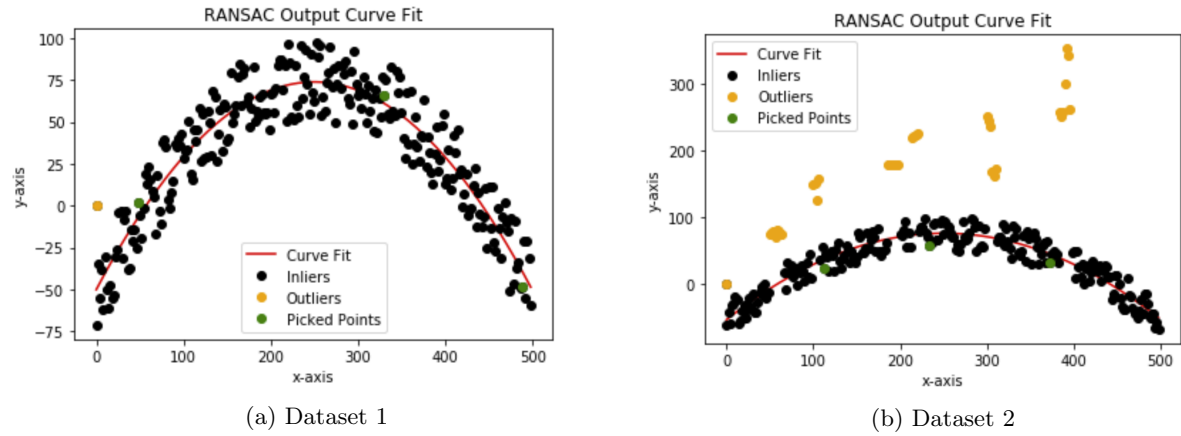 RANSAC Output Curve Fit
100
75
50
25
0
−25
−50
−75
y-axis
Curve Fit
Inliers
Outliers
Picked Points
0 100 200 300 400 500
x-axis
(a) Dataset 1
RANSAC Output Curve Fit
Curve Fit
Inliers
Outliers
Picked Points
300
200
100
0
y-axis
0 100 200 300 400 500
x-axis
(b) Dataset 2